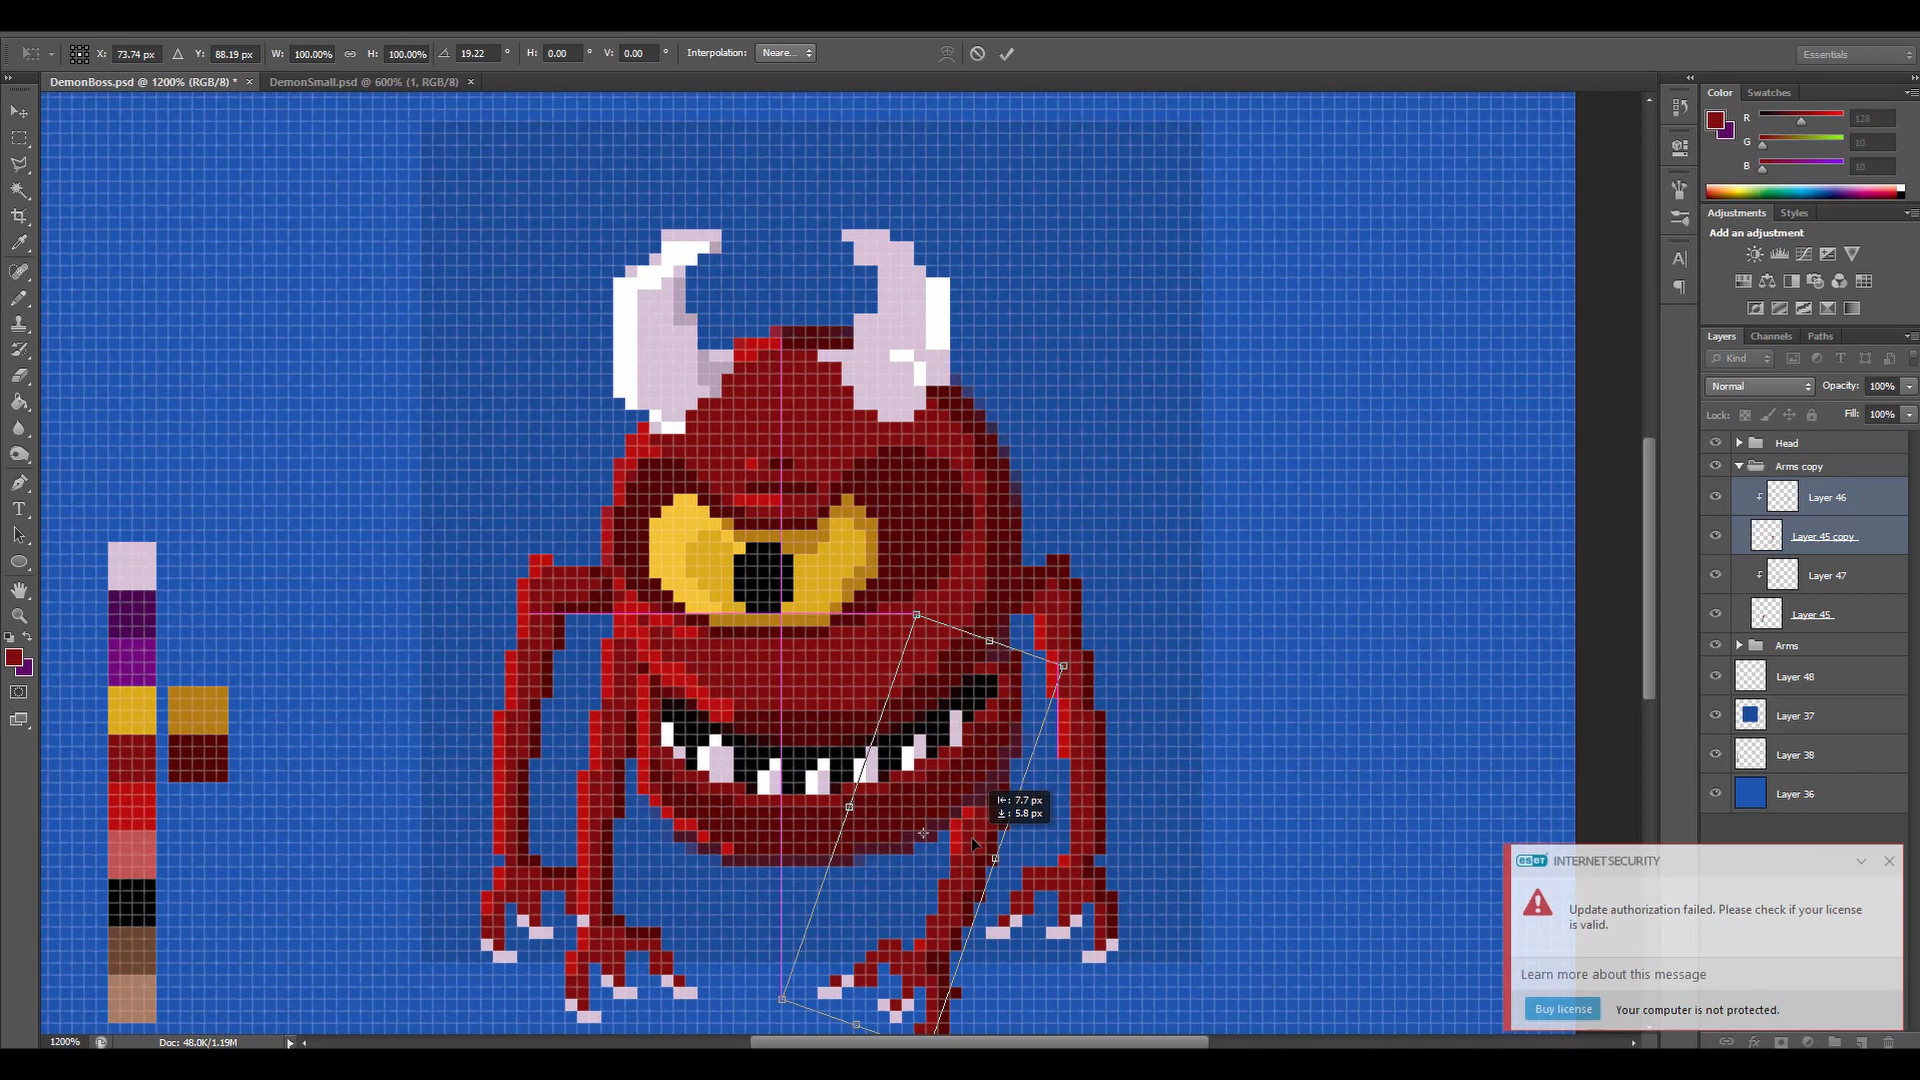 X: 73.74 px Y: 88.19 px W: 100.00% H: 100.00% 19.22 ° H: 0.00 ° V: 0.00 ° Interpolation: Neare... Essentials
DemonBoss.psd @ 1200% (RGB/8) * × DemonSmall.psd @ 600% (1, RGB/8) ×
Color Swatches
R 128
G 10
B 10
Adjustments Styles
Add an adjustment
Layers Channels Paths
Kind
Normal Opacity: 100%
Lock: Fill: 100%
Head
Arms copy
Layer 46
Layer 45 copy
Layer 47
Layer 45
Arms
Layer 48
Layer 37
Layer 38
Layer 36
7.7 px
5.8 px
eset INTERNET SECURITY
Update authorization failed. Please check if your license
is valid.
Learn more about this message
Buy license Your computer is not protected.
1200% Doc: 48.0K/1.19M